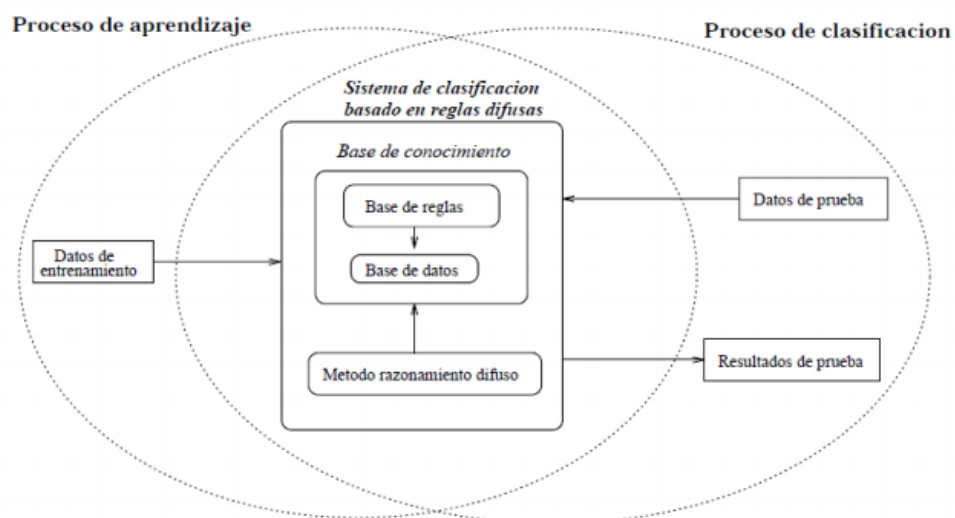 Proceso de aprendizaje
Proceso de clasificacion
Sistema de clasificacion
basado en reglas difusas
Base de conocimiento
Base de reglas
Datos de prueba
Datos de
entrenamiento
Base de datos
Metodo razonamiento difuso
Resultados de prueba